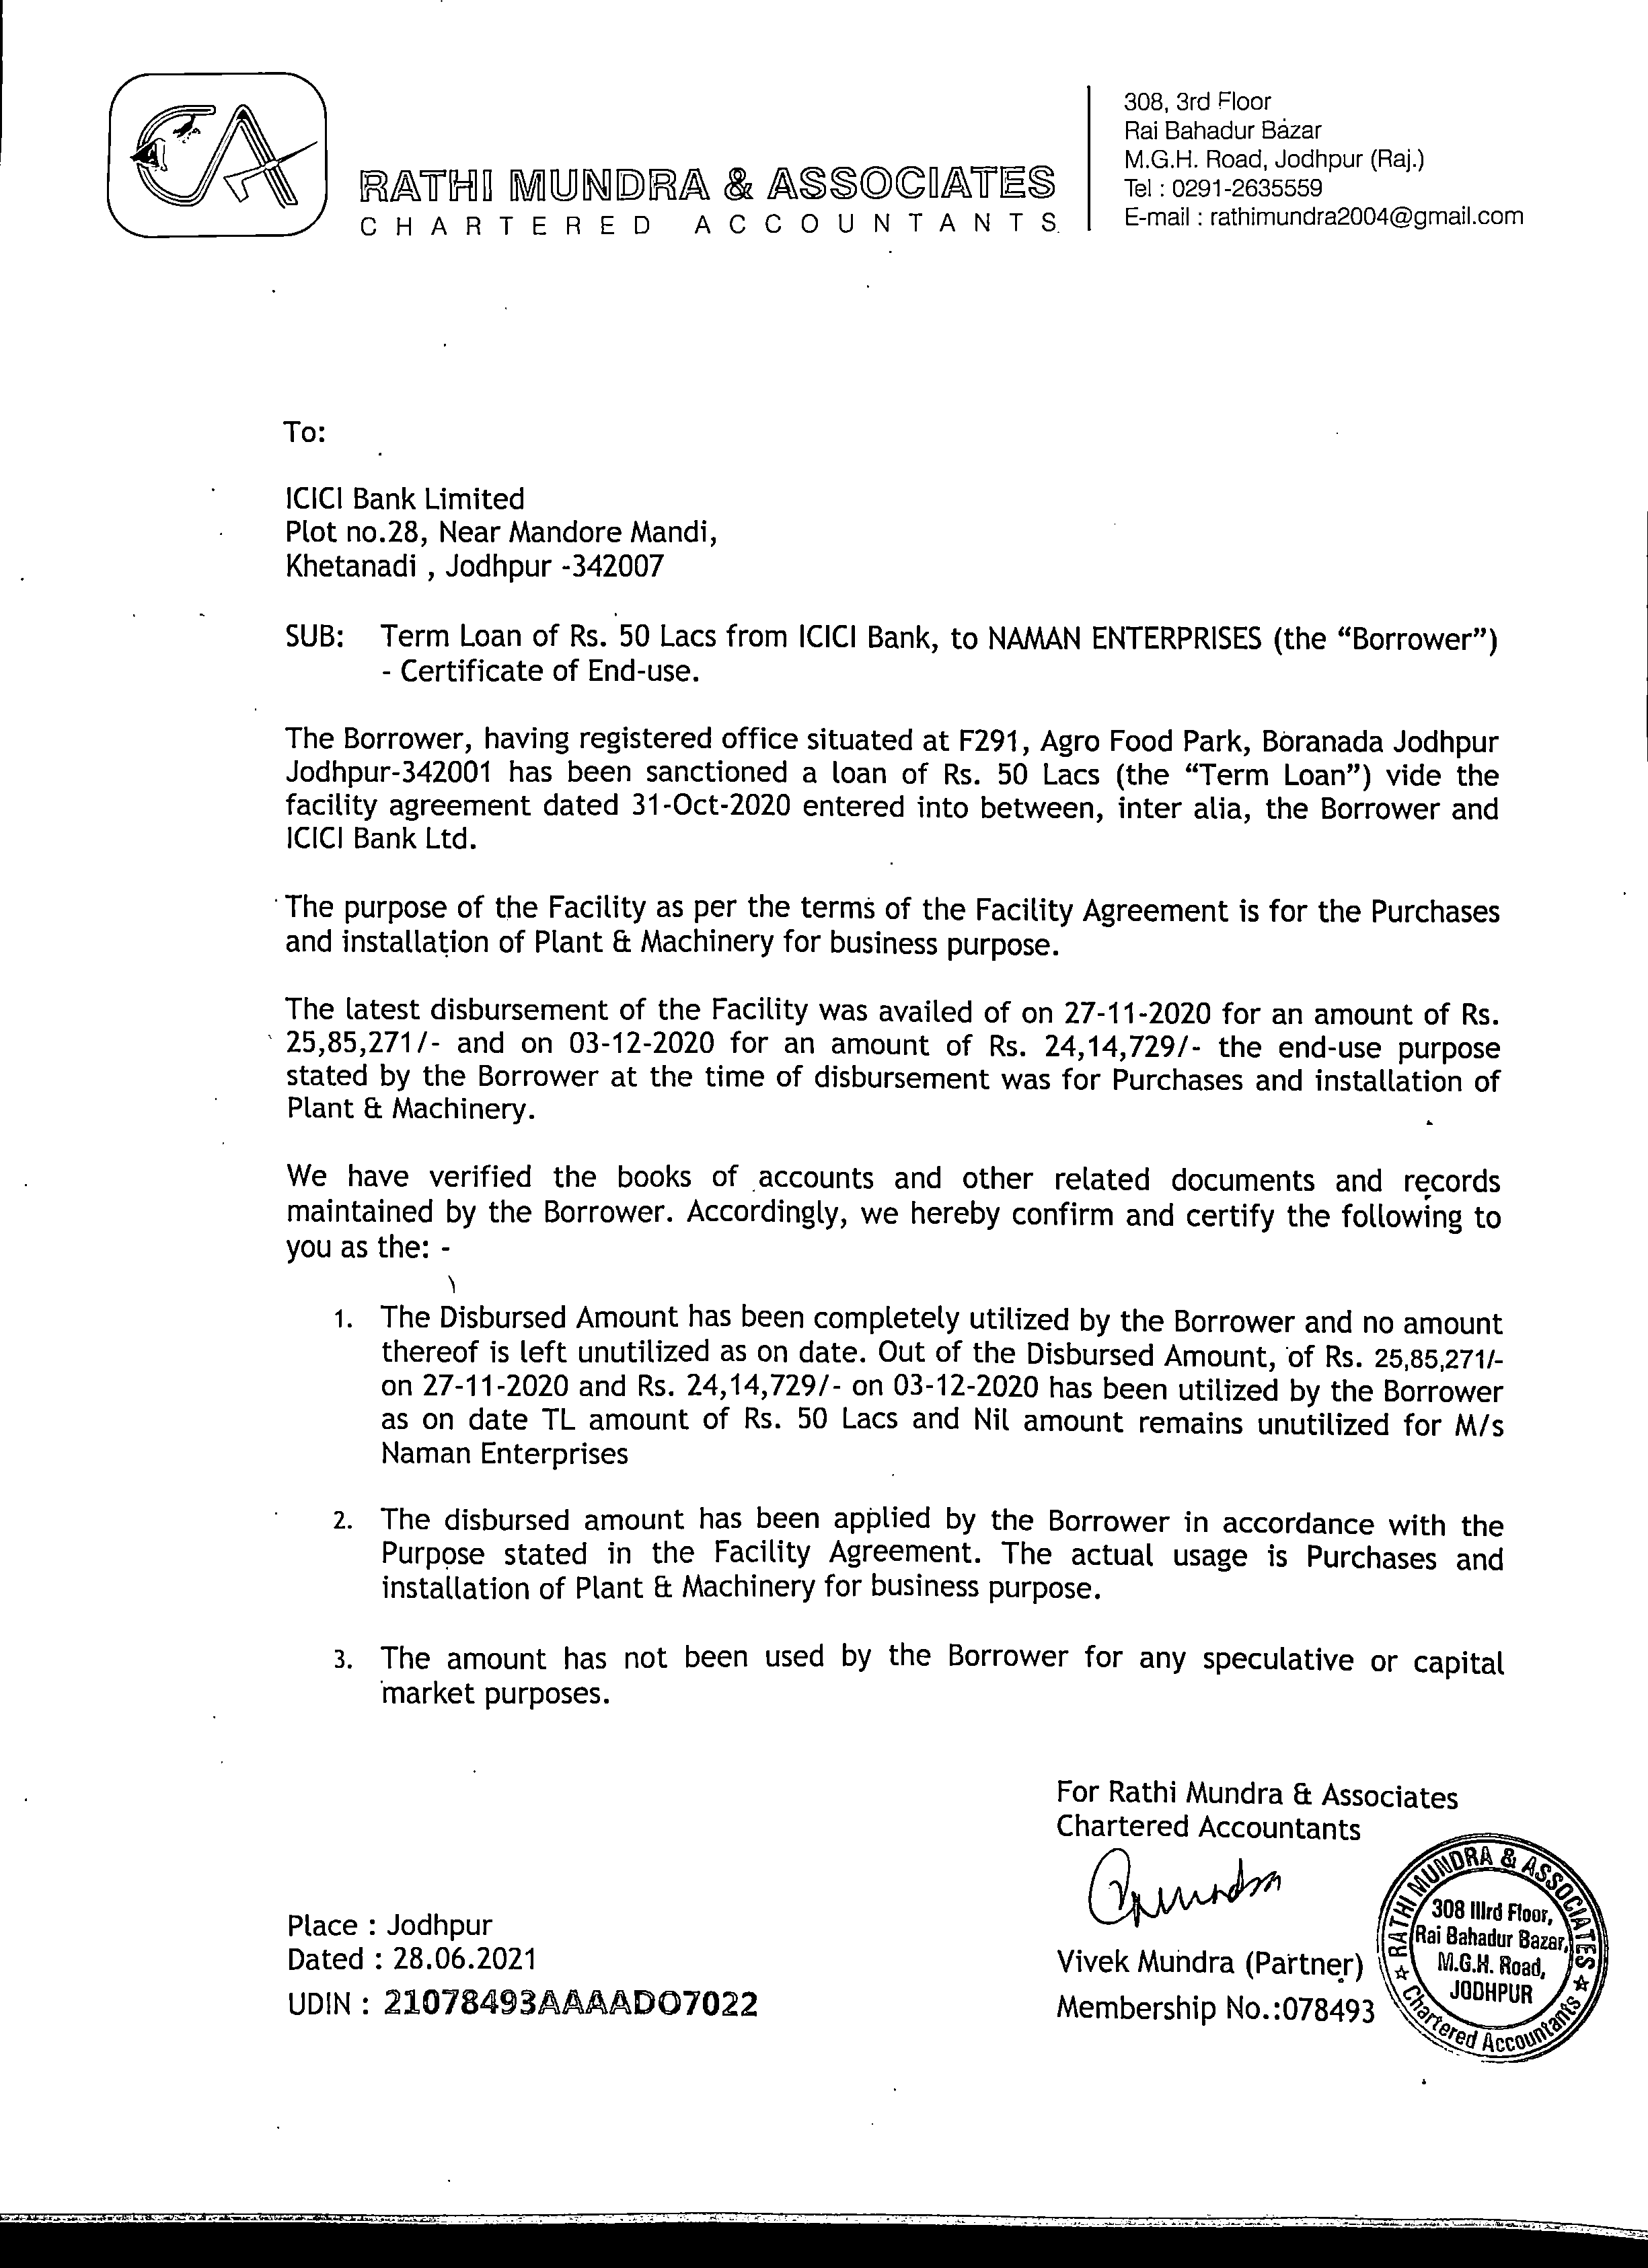 CA
RATHI MUNDRA & ASSOCIATES
CHARTERED ACCOUNTANTS
308, 3rd Floor
Rai Bahadur Bazar
M.G.H. Road, Jodhpur (Raj.)
Tel : 0291-2635559
E-mail : rathimundra2004@gmail.com
To:
ICICI Bank Limited
Plot no.28, Near Mandore Mandi,
Khetanadi , Jodhpur -342007
SUB: Term Loan of Rs. 50 Lacs from ICICI Bank, to NAMAN ENTERPRISES (the “Borrower”)
- Certificate of End-use.
The Borrower, having registered office situated at F291, Agro Food Park, Boranada Jodhpur
Jodhpur-342001 has been sanctioned a loan of Rs. 50 Lacs (the “Term Loan”) vide the
facility agreement dated 31-Oct-2020 entered into between, inter alia, the Borrower and
ICICI Bank Ltd.
The purpose of the Facility as per the terms of the Facility Agreement is for the Purchases
and installation of Plant & Machinery for business purpose.
The latest disbursement of the Facility was availed of on 27-11-2020 for an amount of Rs.
25,85,271/- and on 03-12-2020 for an amount of Rs. 24,14,729/- the end-use purpose
stated by the Borrower at the time of disbursement was for Purchases and installation of
Plant & Machinery.
We have verified the books of accounts and other related documents and records
maintained by the Borrower. Accordingly, we hereby confirm and certify the following to
you as the: -
1. The Disbursed Amount has been completely utilized by the Borrower and no amount
thereof is left unutilized as on date. Out of the Disbursed Amount, of Rs. 25,85,271/-
on 27-11-2020 and Rs. 24,14,729/- on 03-12-2020 has been utilized by the Borrower
as on date TL amount of Rs. 50 Lacs and Nil amount remains unutilized for M/s
Naman Enterprises
2. The disbursed amount has been applied by the Borrower in accordance with the
Purpose stated in the Facility Agreement. The actual usage is Purchases and
installation of Plant & Machinery for business purpose.
3. The amount has not been used by the Borrower for any speculative or capital
market purposes.
For Rathi Mundra & Associates
Chartered Accountants
Vivek Mundra (Partner)
Membership No.:078493
RATHI MUNDRA & ASSOCIATES
308 IIIrd Floor,
Rai Bahadur Bazar,
M.G.H. Road,
JODHPUR
Chartered Accountants
Place : Jodhpur
Dated : 28.06.2021
UDIN : 21078493AAAADO7022